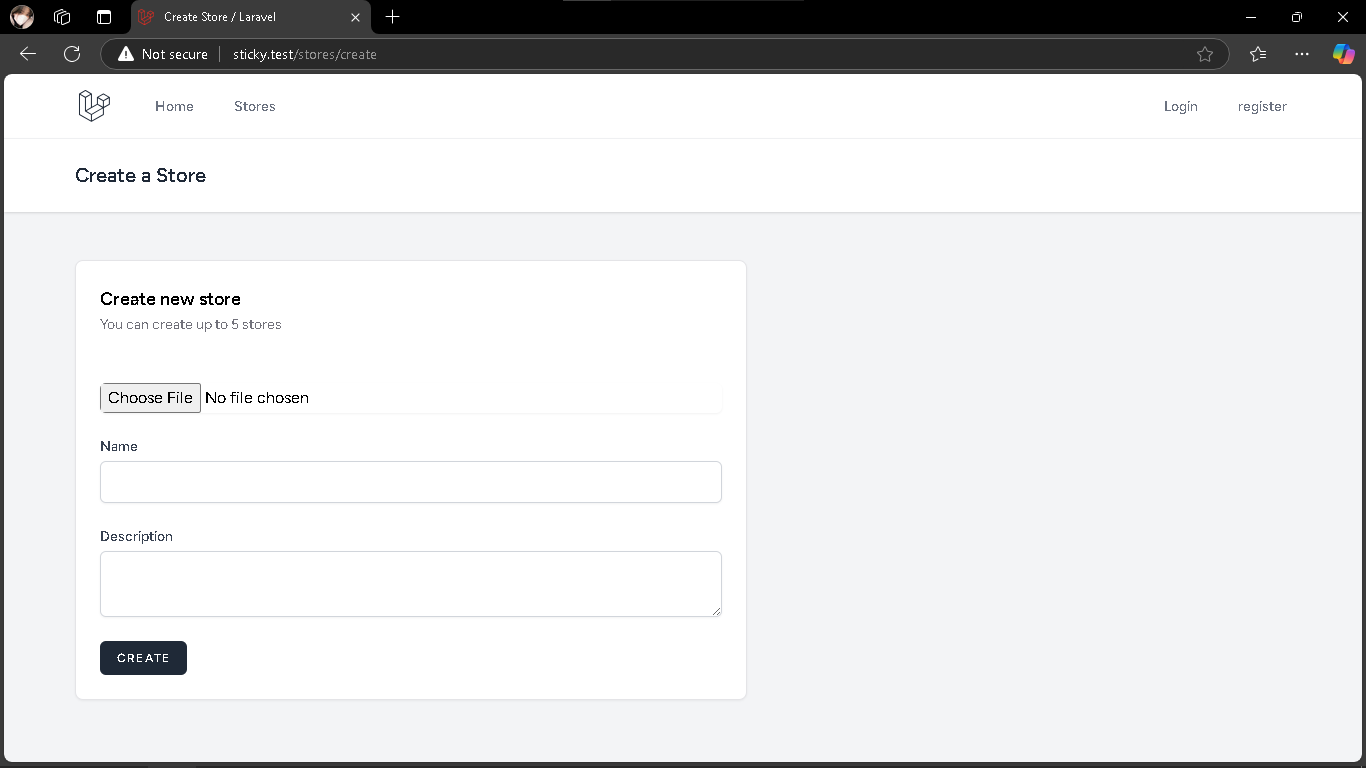 Create Store / Laravel
Not secure sticky.test/stores/create
Home Stores Login register
Create a Store
Create new store
You can create up to 5 stores
Choose File No file chosen
Name
Description
CREATE